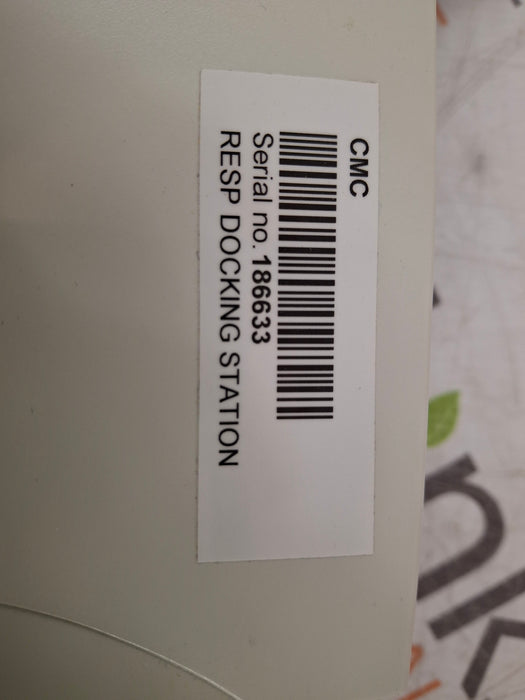 CMC
Serial no. 186633
RESP DOCKING STATION